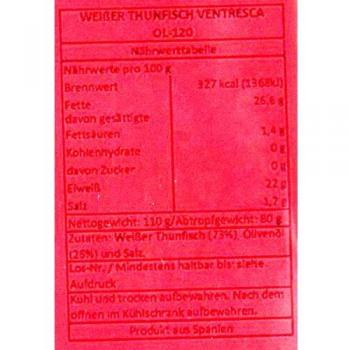 WEIßER THUNFISCH VENTRESCA
OL-120
Nährwerttabelle
Nährwerte pro 100 g
Brennwert 327 kcal (1368kJ)
Fette 26,6 g
davon gesättigte
Fettsäuren 1,4 g
Kohlenhydrate 0 g
davon Zucker 0 g
Eiweiß 22 g
Salz 1,7 g
Nettogewicht: 110 g/Abtropfgewicht: 80 g
Zutaten: Weißer Thunfisch (73%), Olivenöl
(26%) und Salz.
Los-Nr. / Mindestens haltbar bis: siehe
Aufdruck
Kühl und trocken aufbewahren. Nach dem
öffnen im Kühlschrank aufbewahren.
Produkt aus Spanien